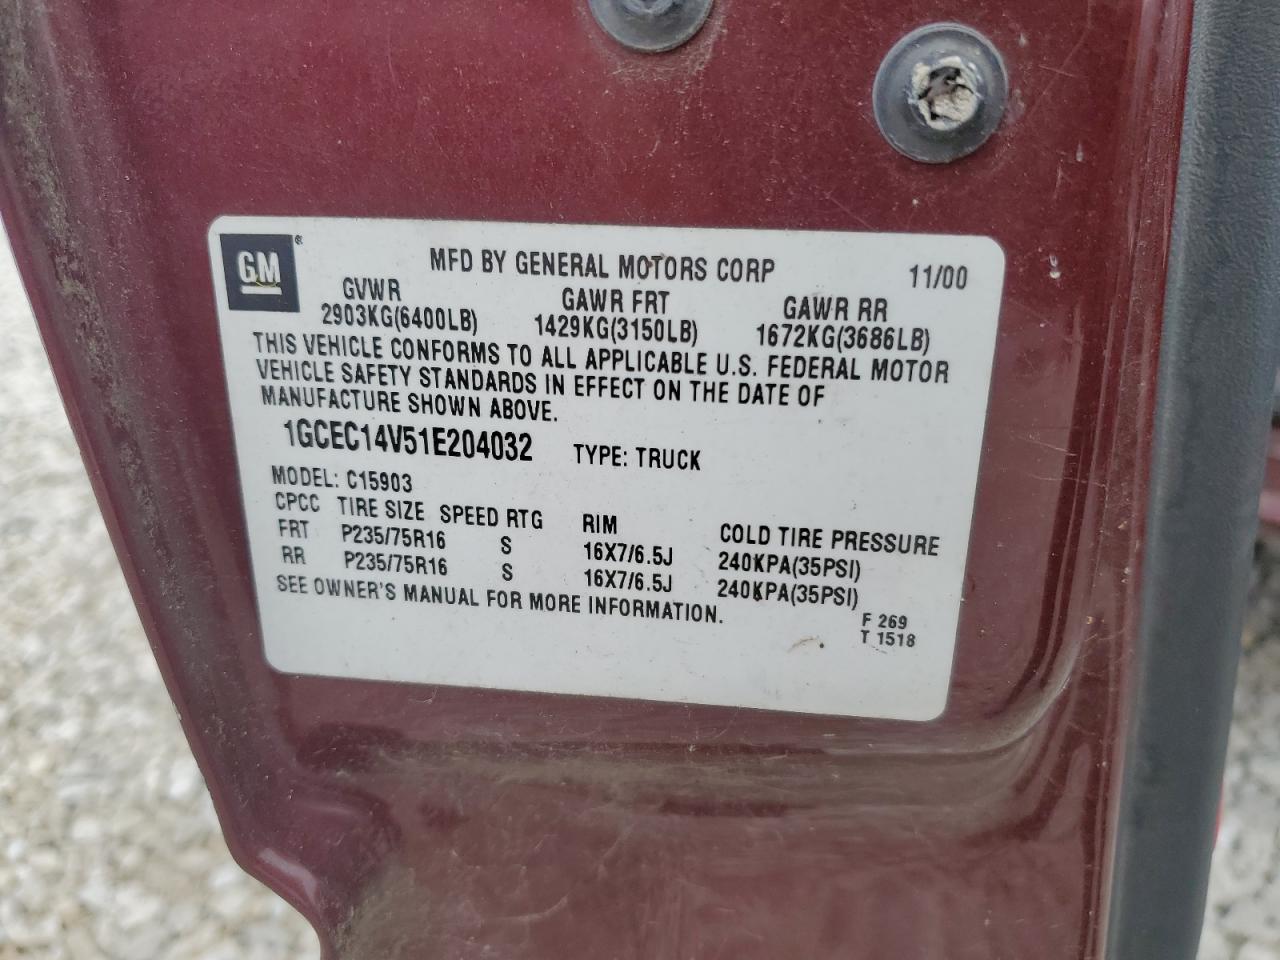 GM®
MFD BY GENERAL MOTORS CORP 11/00
GVWR GAWR FRT GAWR RR
2903KG(6400LB) 1429KG(3150LB) 1672KG(3686LB)
THIS VEHICLE CONFORMS TO ALL APPLICABLE U.S. FEDERAL MOTOR
VEHICLE SAFETY STANDARDS IN EFFECT ON THE DATE OF
MANUFACTURE SHOWN ABOVE.
1GCEC14V51E204032 TYPE: TRUCK
MODEL: C15903
CPCC TIRE SIZE SPEED RTG RIM COLD TIRE PRESSURE
FRT P235/75R16 S 16X7/6.5J 240KPA(35PSI)
RR P235/75R16 S 16X7/6.5J 240KPA(35PSI)
SEE OWNER'S MANUAL FOR MORE INFORMATION.
F 269
T 1518